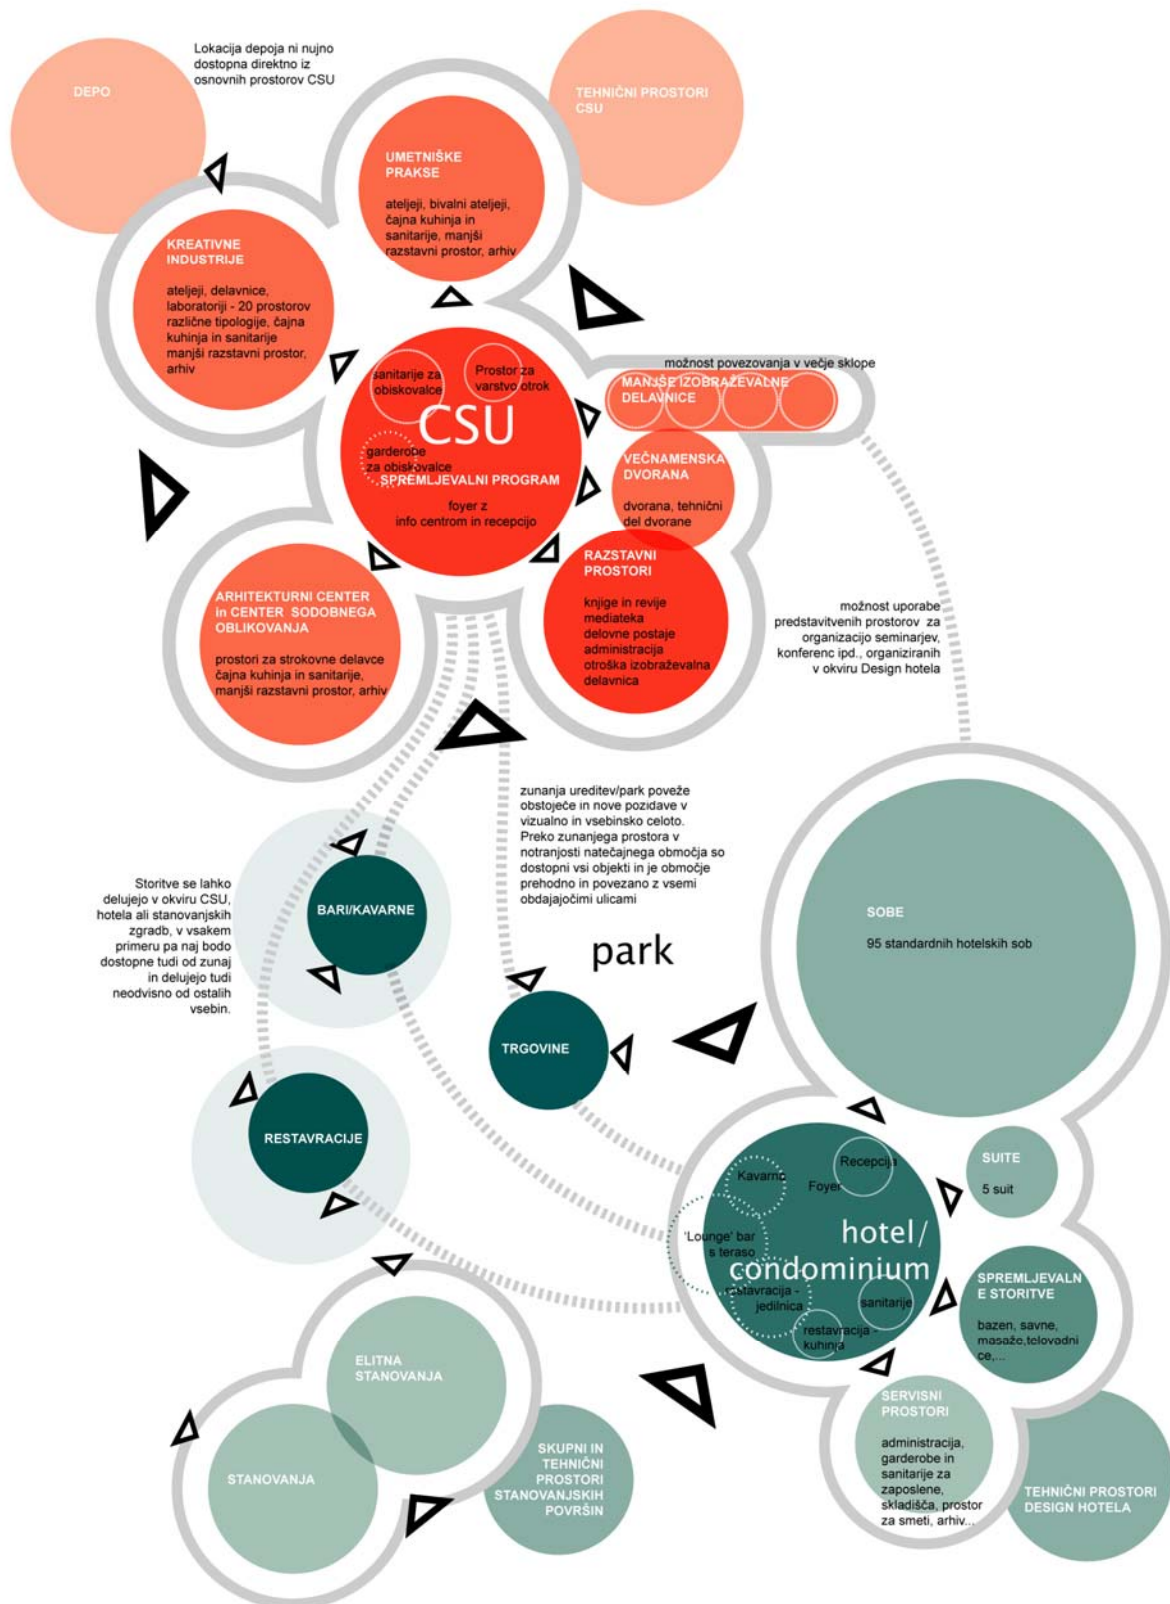 Lokacija depoja ni nujno
dostopna direktno iz
osnovnih prostorov CSU
DEPO
TEHNIČNI PROSTORI
CSU
UMETNIŠKE
PRAKSE
ateljeji, bivalni ateljeji,
čajna kuhinja in
sanitarije, manjši
razstavni prostor, arhiv
KREATIVNE
INDUSTRIJE
ateljeji, delavnice,
laboratoriji - 20 prostorov
različne tipologije, čajna
kuhinja in sanitarije
manjši razstavni prostor,
arhiv
sanitarije za
obiskovalce
Prostor za
varstvo otrok
CSU
garderobe
za obiskovalce
SPREMLJEVALNI PROGRAM
foyer z
info centrom in recepcijo
možnost povezovanja v večje sklope
MANJŠE IZOBRAŽEVALNE
DELAVNICE
VEČNAMENSKA
DVORANA
dvorana, tehnični
del dvorane
RAZSTAVNI
PROSTORI
knjige in revije
mediateka
delovne postaje
administracija
otroška izobraževalna
delavnica
ARHITEKTURNI CENTER
in CENTER SODOBNEGA
OBLIKOVANJA
prostori za strokovne delavce
čajna kuhinja in sanitarije,
manjši razstavni prostor, arhiv
možnost uporabe
predstavitvenih prostorov za
organizacijo seminarjev,
konferenc ipd., organiziranih
v okviru Design hotela
zunanja ureditev/park poveže
obstoječe in nove pozidave v
vizualno in vsebinsko celoto.
Preko zunanjega prostora v
notranjosti natečajnega območja so
dostopni vsi objekti in je območje
prehodno in povezano z vsemi
obdajajočimi ulicami
Storitve se lahko
delujejo v okviru CSU,
hotela ali stanovanjskih
zgradb, v vsakem
primeru pa naj bodo
dostopne tudi od zunaj
in delujejo tudi
neodvisno od ostalih
vsebin.
BARI/KAVARNE
park
SOBE
95 standardnih hotelskih sob
TRGOVINE
RESTAVRACIJE
Kavarna
Recepcija
Foyer
SUITE
5 suit
'Lounge' bar
s teraso
hotel/
condominium
restavracija -
jedilnica
sanitarije
restavracija -
kuhinja
SPREMLJEVALN
E STORITVE
bazen, savne,
masaže,telovadni
ce,...
ELITNA
STANOVANJA
STANOVANJA
SKUPNI IN
TEHNIČNI
PROSTORI
STANOVANJSKIH
POVRŠIN
SERVISNI
PROSTORI
administracija,
garderobe in
sanitarije za
zaposlene,
skladišča, prostor
za smeti, arhiv...
TEHNIČNI PROSTORI
DESIGN HOTELA